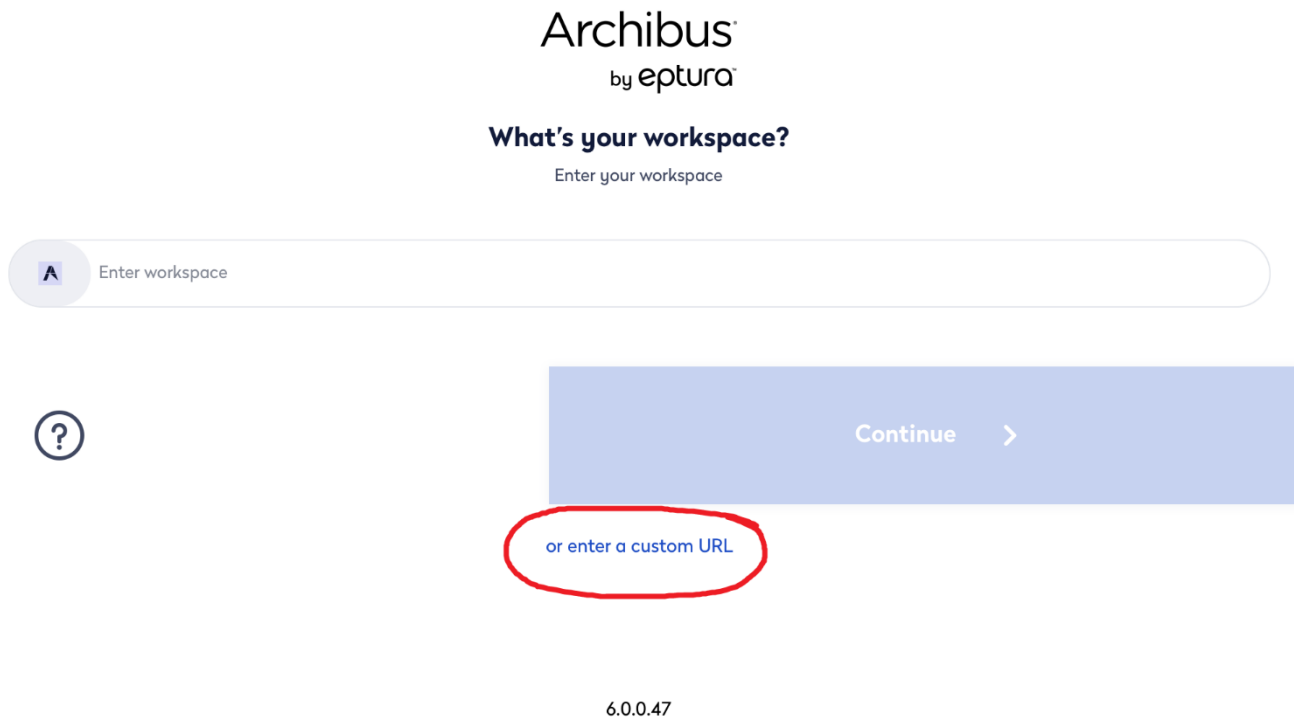 Archibus
by eptura™
What's your workspace?
Enter your workspace
A Enter workspace
?
Continue >
or enter a custom URL
6.0.0.47